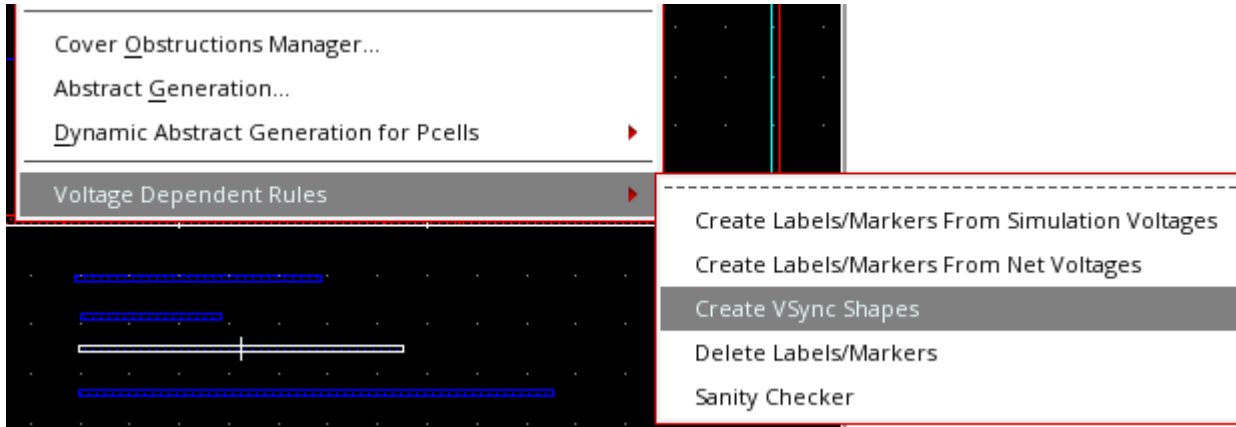 Cover Obstructions Manager...
Abstract Generation...
Dynamic Abstract Generation for Pcells
Voltage Dependent Rules
Create Labels/Markers From Simulation Voltages
Create Labels/Markers From Net Voltages
Create VSync Shapes
Delete Labels/Markers
Sanity Checker